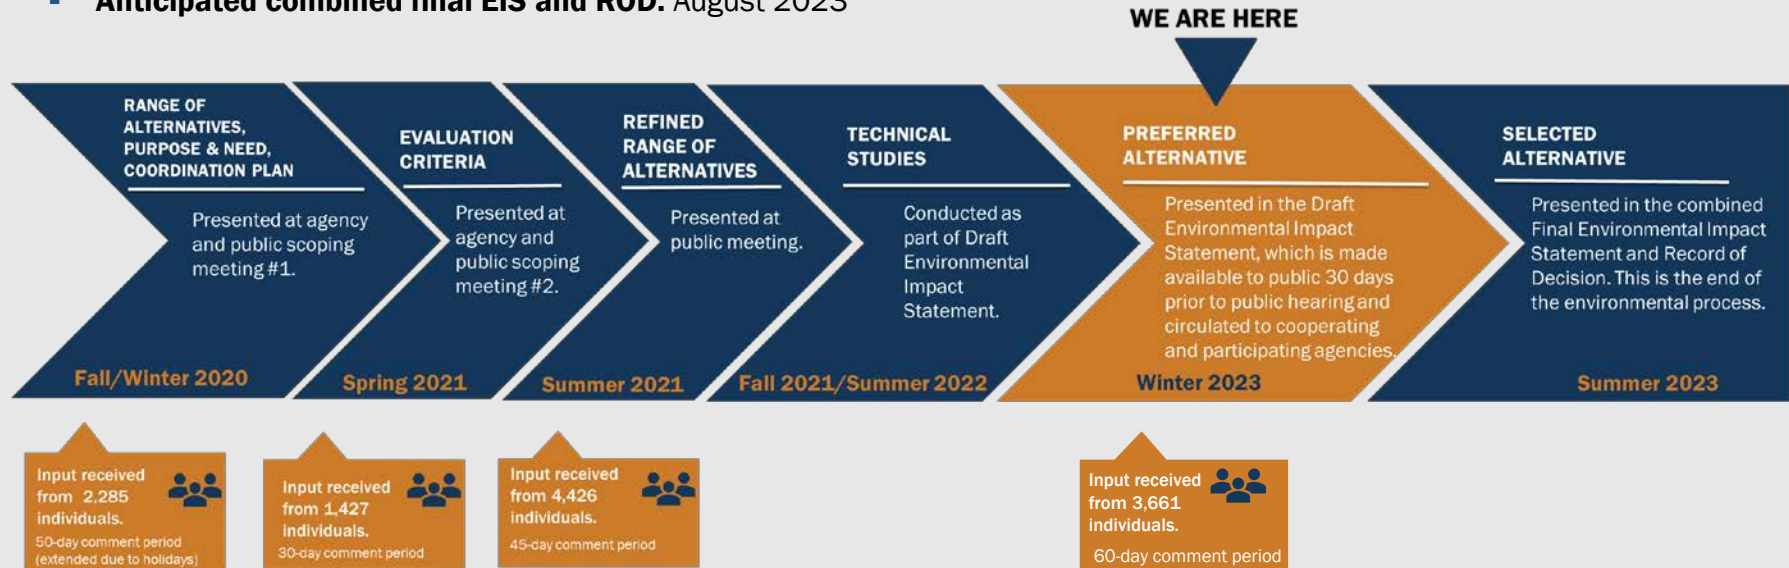 ▪ Anticipated combined final EIS and ROD: August 2023
WE ARE HERE
RANGE OF
ALTERNATIVES,
PURPOSE & NEED,
COORDINATION PLAN
Presented at agency
and public scoping
meeting #1.
Fall/Winter 2020
EVALUATION
CRITERIA
Presented at
agency and
public scoping
meeting #2.
Spring 2021
REFINED
RANGE OF
ALTERNATIVES
Presented at
public meeting.
Summer 2021
TECHNICAL
STUDIES
Conducted as
part of Draft
Environmental
Impact
Statement.
Fall 2021/Summer 2022
PREFERRED
ALTERNATIVE
Presented in the Draft
Environmental Impact
Statement, which is made
available to public 30 days
prior to public hearing and
circulated to cooperating
and participating agencies.
Winter 2023
SELECTED
ALTERNATIVE
Presented in the combined
Final Environmental Impact
Statement and Record of
Decision. This is the end of
the environmental process.
Summer 2023
Input received
from 2,285
individuals.
50-day comment period
(extended due to holidays)
Input received
from 1,427
individuals.
30-day comment period
Input received
from 4,426
individuals.
45-day comment period
Input received
from 3,661
individuals.
60-day comment period